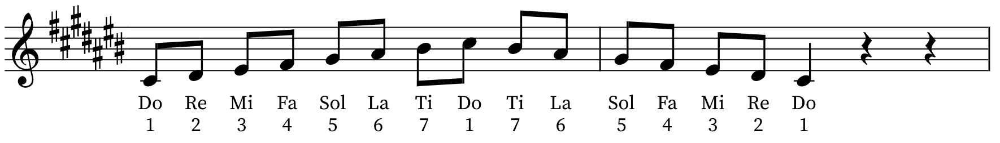 Do Re Mi Fa Sol La Ti Do Ti La Sol Fa Mi Re Do
1 2 3 4 5 6 7 1 7 6 5 4 3 2 1